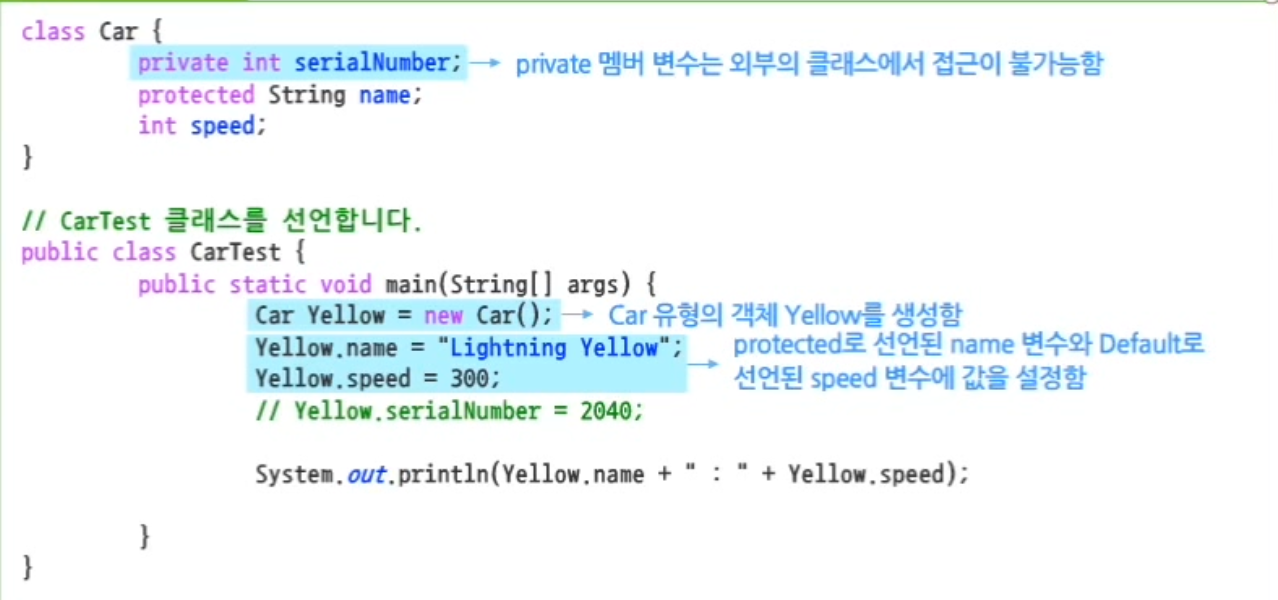 class Car {
private int serialNumber; → private 멤버 변수는 외부의 클래스에서 접근이 불가능함
protected String name;
int speed;
}
// CarTest 클래스를 선언합니다.
public class CarTest {
public static void main(String[] args) {
Car Yellow = new Car(); → Car 유형의 객체 Yellow를 생성함
Yellow.name = "Lightning Yellow"; → protected로 선언된 name 변수와 Default로
Yellow.speed = 300; 선언된 speed 변수에 값을 설정함
// Yellow.serialNumber = 2040;
System.out.println(Yellow.name + " : " + Yellow.speed);
}
}